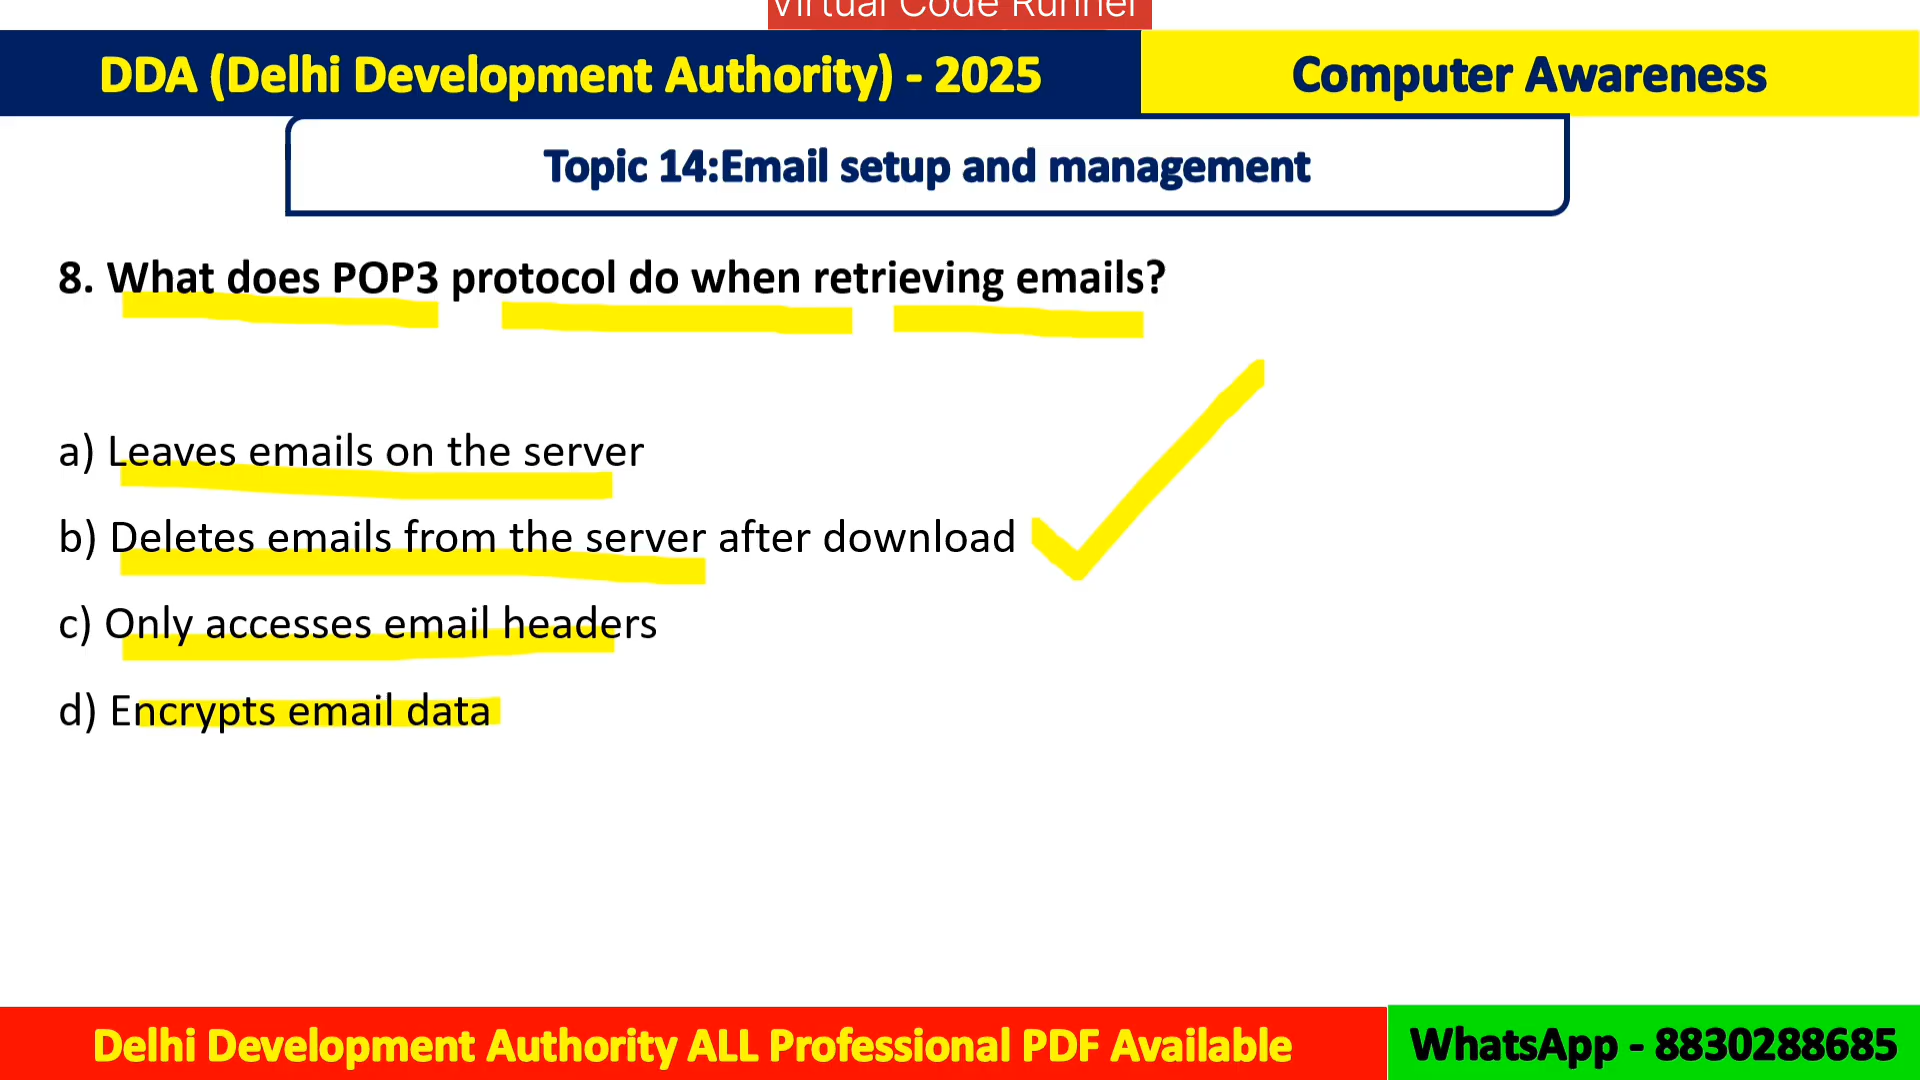 Virtual Code Runner
DDA (Delhi Development Authority) - 2025
Computer Awareness
Topic 14:Email setup and management
8. What does POP3 protocol do when retrieving emails?
a) Leaves emails on the server
b) Deletes emails from the server after download
c) Only accesses email headers
d) Encrypts email data
Delhi Development Authority ALL Professional PDF Available
WhatsApp - 8830288685